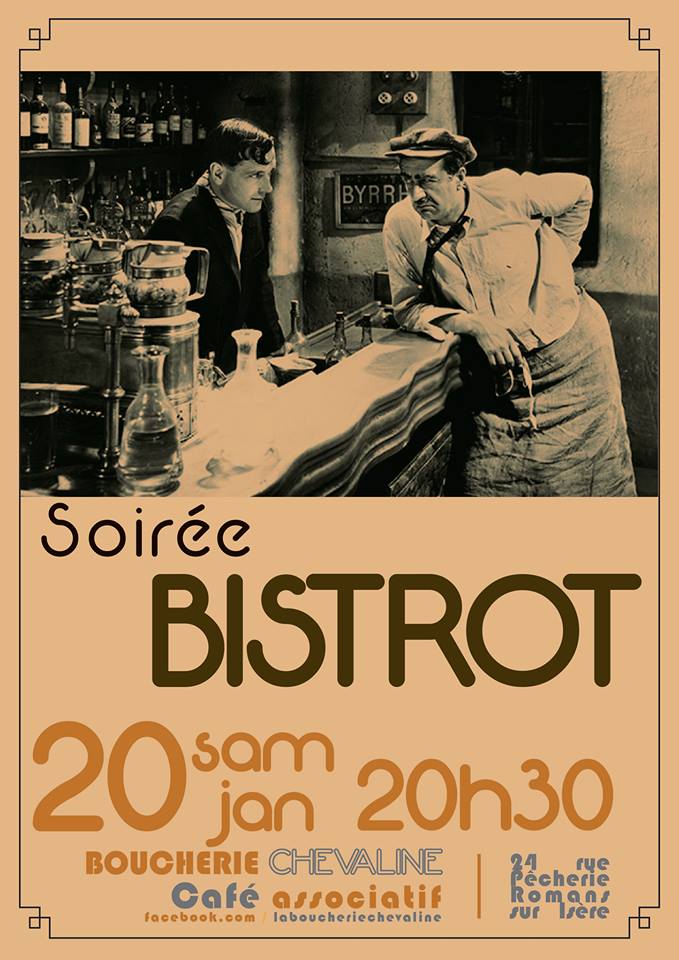 BYRRH
Soirée
BISTROT
20 sam
jan 20h30
BOUCHERIE CHEVALINE
Café associatif
facebook.com / laboucheriechevaline
24 rue
Pêcherie
Romans
sur Isère